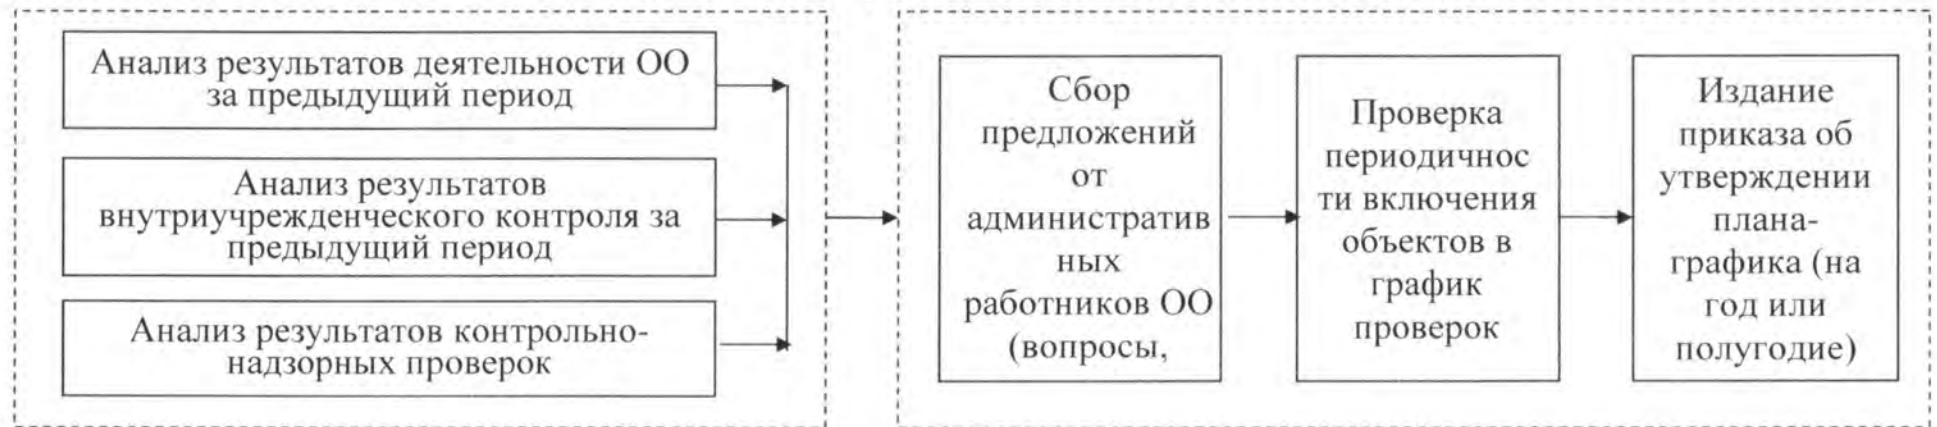 Анализ результатов деятельности ОО
за предыдущий период
Анализ результатов
внутриучрежденческого контроля за
предыдущий период
Анализ результатов контрольно-
надзорных проверок
Сбор
предложений
от
административ
ных
работников ОО
(вопросы,
Проверка
периодичнос
ти включения
объектов в
график
проверок
Издание
приказа об
утверждении
плана-
графика (на
год или
полугодие)